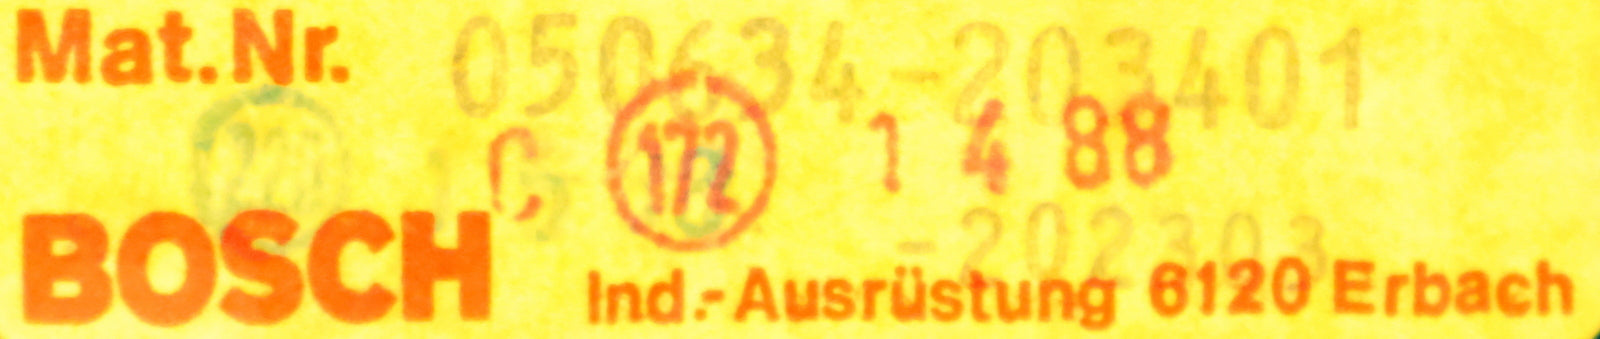 Mat.Nr. 050634-203401
C 172 1 4 88
-202303
BOSCH Ind.-Ausrüstung 6120 Erbach